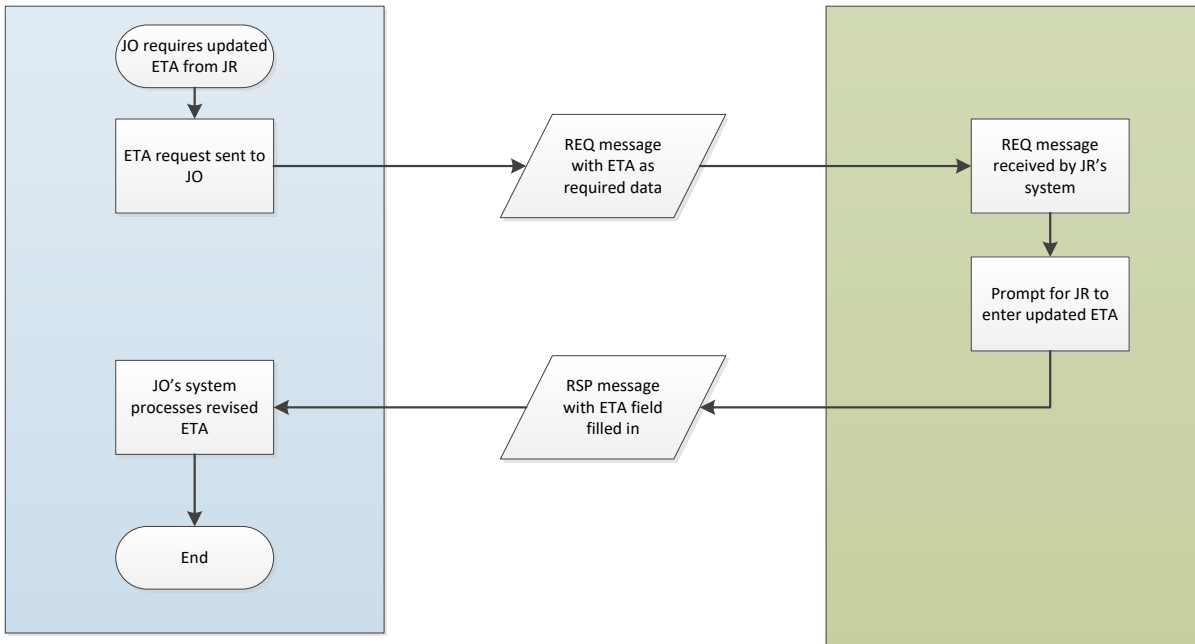 JO requires updated
ETA from JR
ETA request sent to
JO
REQ message
with ETA as
required data
REQ message
received by JR’s
system
Prompt for JR to
enter updated ETA
RSP message
with ETA field
filled in
JO’s system
processes revised
ETA
End